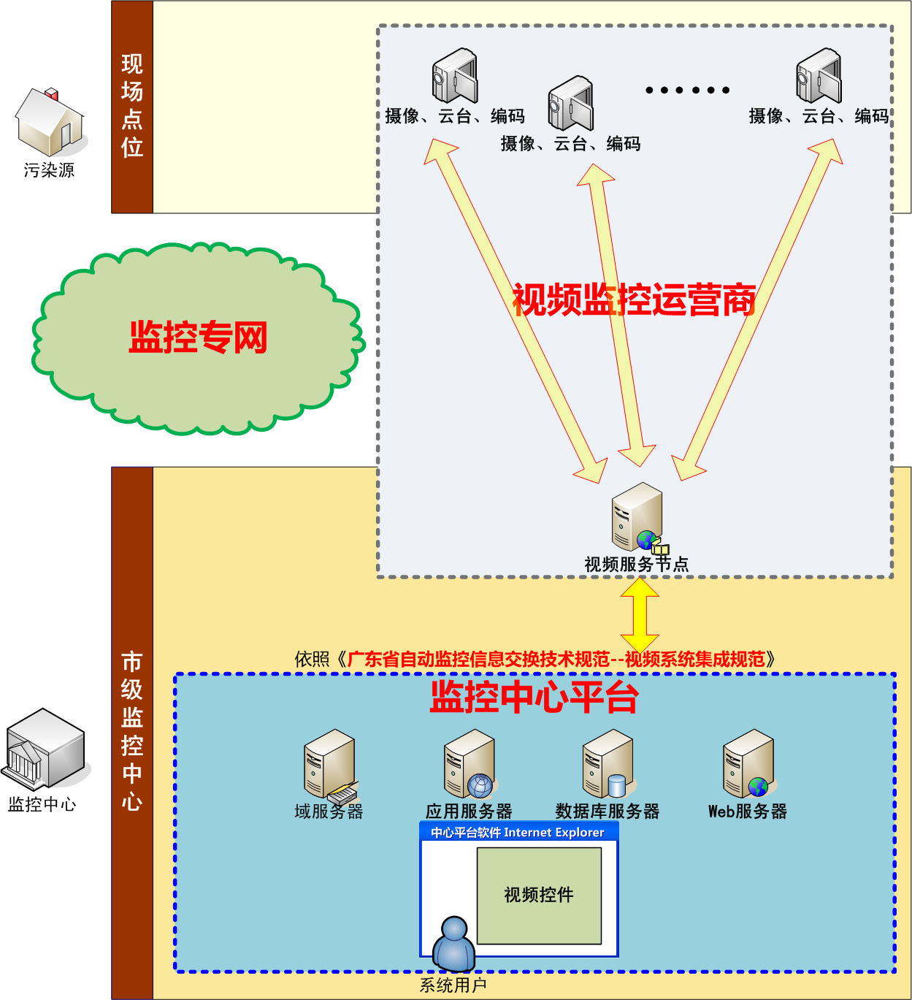 现场点位
污染源
摄像、云台、编码
摄像、云台、编码
······
摄像、云台、编码
视频监控运营商
监控专网
视频服务节点
依照《广东省自动监控信息交换技术规范--视频系统集成规范》
市级监控中心
监控中心
监控中心平台
域服务器
应用服务器
数据库服务器
Web服务器
中心平台软件 Internet Explorer
视频控件
系统用户